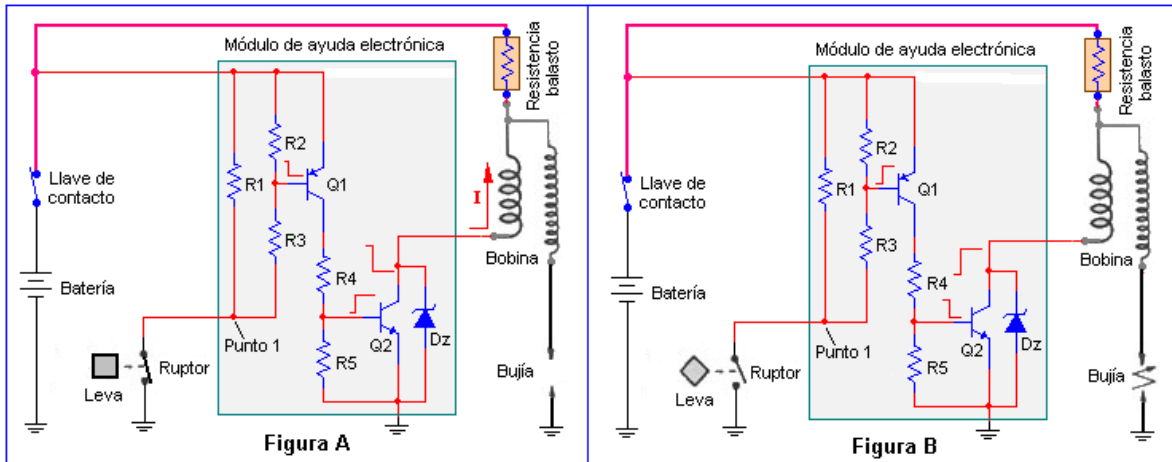 Módulo de ayuda electrónica
Resistencia
balasto
R2
Q1
R1
Llave de
contacto
I
R3
Bobina
R4
Batería
Punto 1
Q2
Dz
R5
Ruptor
Leva
Bujía
Figura A
Módulo de ayuda electrónica
Resistencia
balasto
R2
Q1
R1
Llave de
contacto
R3
Bobina
R4
Batería
Punto 1
Q2
Dz
R5
Ruptor
Leva
Bujía
Figura B